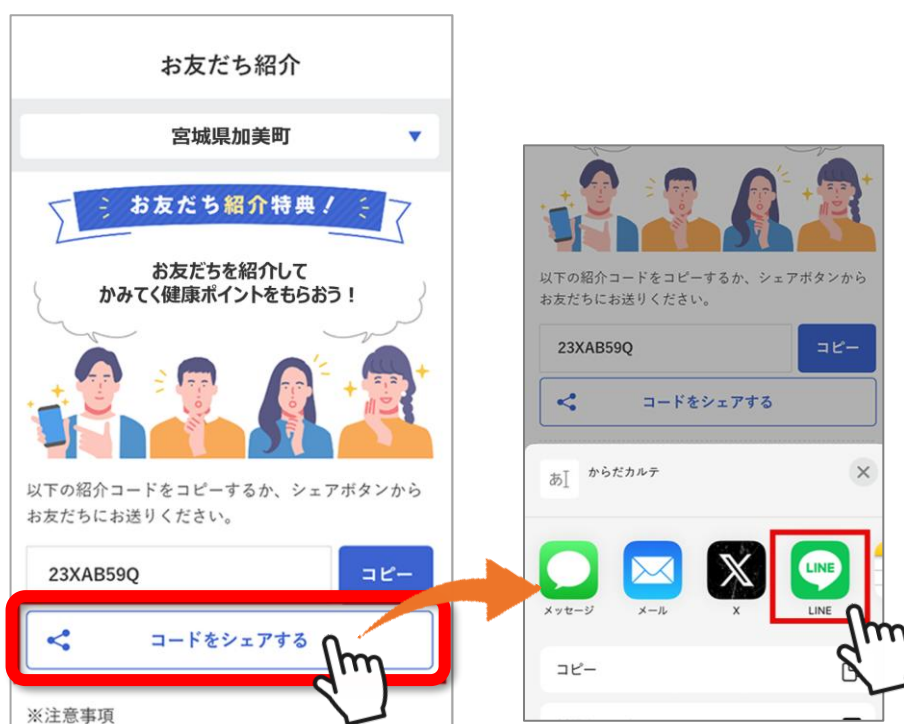 お友だち紹介
宮城県加美町
お友だち紹介特典！
お友だちを紹介して
かみてく健康ポイントをもらおう！
以下の紹介コードをコピーするか、シェアボタンから
お友だちにお送りください。
23XAB59Q
コピー
コードをシェアする
※注意事項
以下の紹介コードをコピーするか、シェアボタンから
お友だちにお送りください。
23XAB59Q
コピー
コードをシェアする
あ
からだカルテ
LINE
メッセージ
メール
X
LINE
コピー